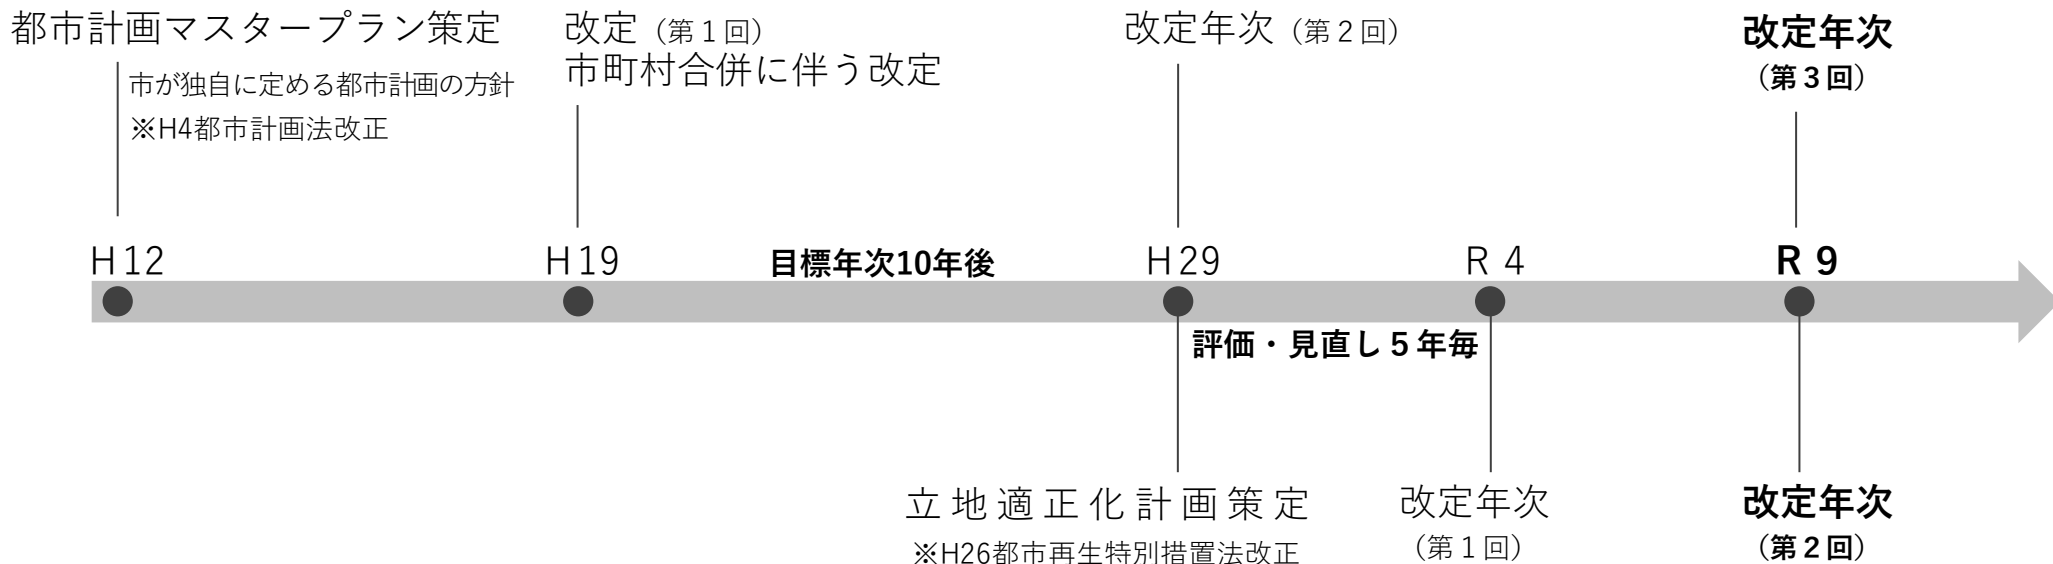 都市計画マスタープラン策定
市が独自に定める都市計画の方針
※H4都市計画法改正
改定（第１回）
市町村合併に伴う改定
改定年次（第２回）
改定年次
（第３回）
H12
H19
目標年次10年後
H29
R 4
R 9
評価・見直し５年毎
立地適正化計画策定
※H26都市再生特別措置法改正
改定年次
（第１回）
改定年次
（第２回）